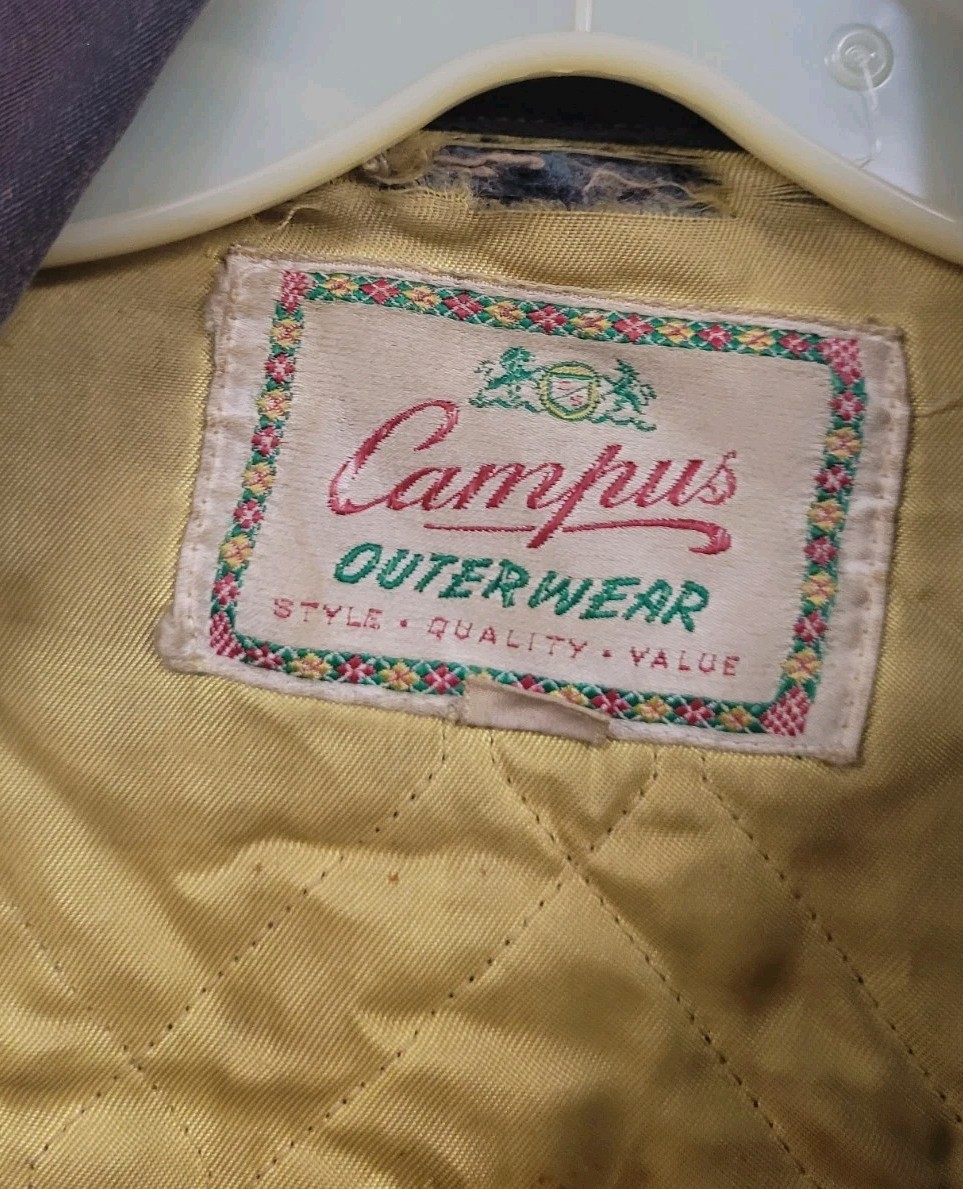 Campus
OUTERWEAR
STYLE • QUALITY • VALUE